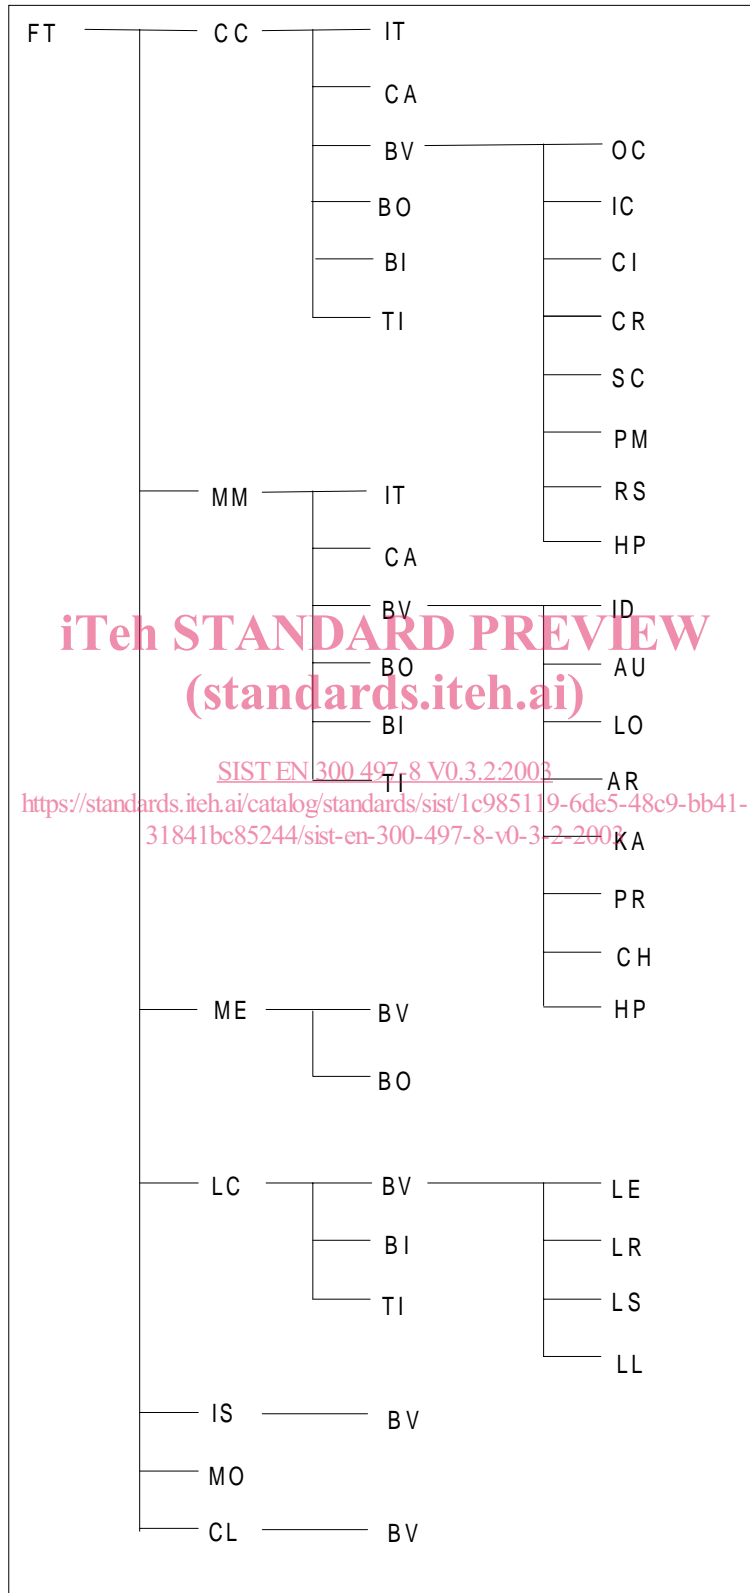 FT CC IT
CA
BV OC
BO IC
BI CI
TI CR
SC
PM
MM IT RS
CA HP
BV ID
iTeh STANDARD PREVIEW
BO AU
(standards.iteh.ai)
BI LO
SIST EN 300 497-8 V0.3.2:2003
TI AR
https://standards.iteh.ai/catalog/standards/sist/1c985119-6de5-48c9-bb41-
31841bc85244/sist-en-300-497-8-v0-3-2-2003
KA
PR
CH
ME BV HP
BO
LC BV LE
BI LR
TI LS
LL
IS BV
MO
CL BV